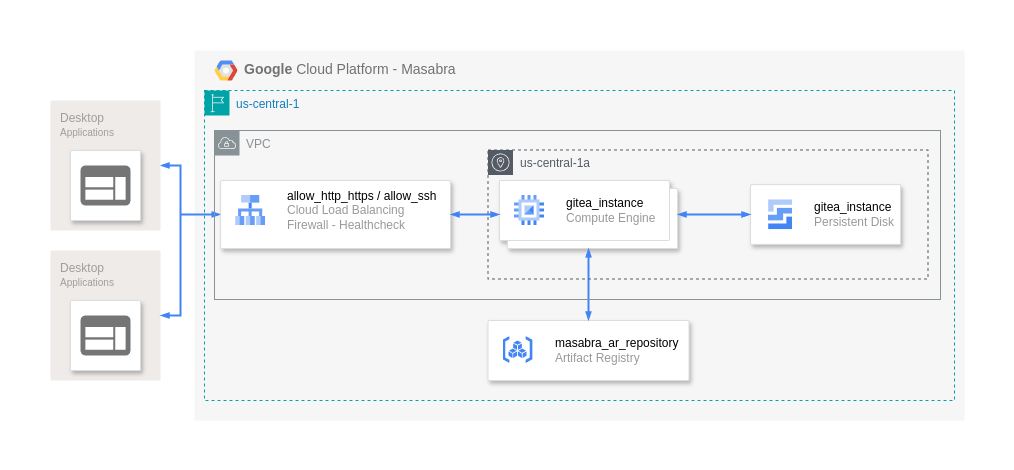 Google Cloud Platform - Masabra
us-central-1
Desktop
Applications
VPC
us-central-1a
allow_http_https / allow_ssh
Cloud Load Balancing
Firewall - Healthcheck
gitea_instance
Compute Engine
gitea_instance
Persistent Disk
Desktop
Applications
masabra_ar_repository
Artifact Registry